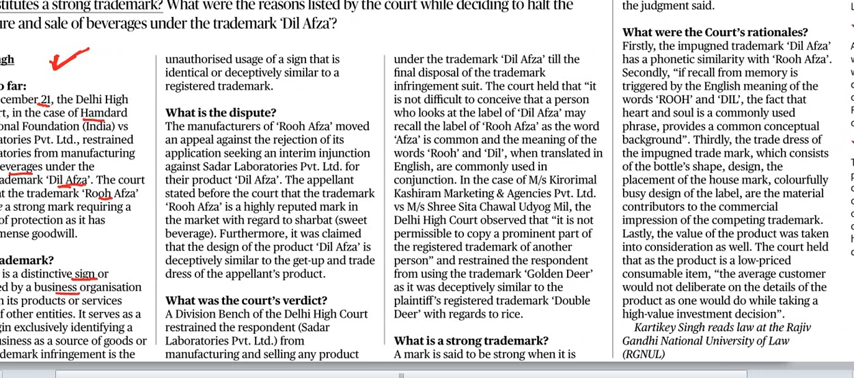 stitutes a strong trademark? What were the reasons listed by the court while deciding to halt the
ure and sale of beverages under the trademark ‘Dil Afza’?
ngh
o far:
cember 21, the Delhi High
rt, in the case of Hamdard
onal Foundation (India) vs
atories Pvt. Ltd., restrained
atories from manufacturing
everages under the
ademark ‘Dil Afza’. The court
at the trademark ‘Rooh Afza’
e a strong mark requiring a
of protection as it has
mense goodwill.
ademark?
is a distinctive sign or
ed by a business organisation
h its products or services
f other entities. It serves as a
gin exclusively identifying a
usiness as a source of goods or
demark infringement is the
unauthorised usage of a sign that is
identical or deceptively similar to a
registered trademark.
What is the dispute?
The manufacturers of ‘Rooh Afza’ moved
an appeal against the rejection of its
application seeking an interim injunction
against Sadar Laboratories Pvt. Ltd. for
their product ‘Dil Afza’. The appellant
stated before the court that the trademark
‘Rooh Afza’ is a highly reputed mark in
the market with regard to sharbat (sweet
beverage). Furthermore, it was claimed
that the design of the product ‘Dil Afza’ is
deceptively similar to the get-up and trade
dress of the appellant’s product.
What was the court’s verdict?
A Division Bench of the Delhi High Court
restrained the respondent (Sadar
Laboratories Pvt. Ltd.) from
manufacturing and selling any product
under the trademark ‘Dil Afza’ till the
final disposal of the trademark
infringement suit. The court held that “it
is not difficult to conceive that a person
who looks at the label of ‘Dil Afza’ may
recall the label of ‘Rooh Afza’ as the word
‘Afza’ is common and the meaning of the
words ‘Rooh’ and ‘Dil’, when translated in
English, are commonly used in
conjunction. In the case of M/s Kirorimal
Kashiram Marketing & Agencies Pvt. Ltd.
vs M/s Shree Sita Chawal Udyog Mil, the
Delhi High Court observed that “it is not
permissible to copy a prominent part of
the registered trademark of another
person” and restrained the respondent
from using the trademark ‘Golden Deer’
as it was deceptively similar to the
plaintiff’s registered trademark ‘Double
Deer’ with regards to rice.
What is a strong trademark?
A mark is said to be strong when it is
the judgment said.
What were the Court’s rationales?
Firstly, the impugned trademark ‘Dil Afza’
has a phonetic similarity with ‘Rooh Afza’.
Secondly, “if recall from memory is
triggered by the English meaning of the
words ‘ROOH’ and ‘DIL’, the fact that
heart and soul is a commonly used
phrase, provides a common conceptual
background”. Thirdly, the trade dress of
the impugned trade mark, which consists
of the bottle’s shape, design, the
placement of the house mark, colourfully
busy design of the label, are the material
contributors to the commercial
impression of the competing trademark.
Lastly, the value of the product was taken
into consideration as well. The court held
that as the product is a low-priced
consumable item, “the average customer
would not deliberate on the details of the
product as one would do while taking a
high-value investment decision”.
Kartikey Singh reads law at the Rajiv
Gandhi National University of Law
(RGNUL)